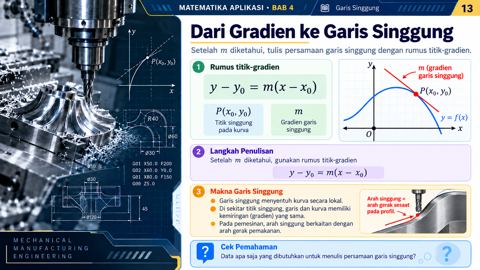 MATEMATIKA APLIKASI • BAB 4
Garis Singgung
13
Dari Gradien ke Garis Singgung
Setelah m diketahui, tulis persamaan garis singgung dengan rumus titik-gradien.
1 Rumus titik-gradien
y − y₀ = m(x − x₀)
P(x₀, y₀)
Titik singgung
pada kurva
m
Gradien garis
singgung
y
m (gradien
garis singgung)
P(x₀, y₀)
y = f(x)
O
x
2 Langkah Penulisan
Setelah m diketahui, gunakan rumus titik-gradien
y − y₀ = m(x − x₀)
3 Makna Garis Singgung
Garis singgung menyentuh kurva secara lokal.
Di sekitar titik singgung, garis dan kurva memiliki
kemiringan (gradien) yang sama.
Pada pemesinan, arah singgung berkaitan dengan
arah gerak pemakanan.
Arah singgung =
arah gerak sesaat
pada profil.
?
Cek Pemahaman
Data apa saja yang dibutuhkan untuk menulis persamaan garis singgung?
?
y
P(x₀, y₀)
x
R40
Ø60
Ø30
G01 X50.0 F200
G02 X60.0 Y0.0
G01 X80.0 F150
G00 Z5.0
Ø30
45
Ø120
MECHANICAL
MANUFACTURING
ENGINEERING